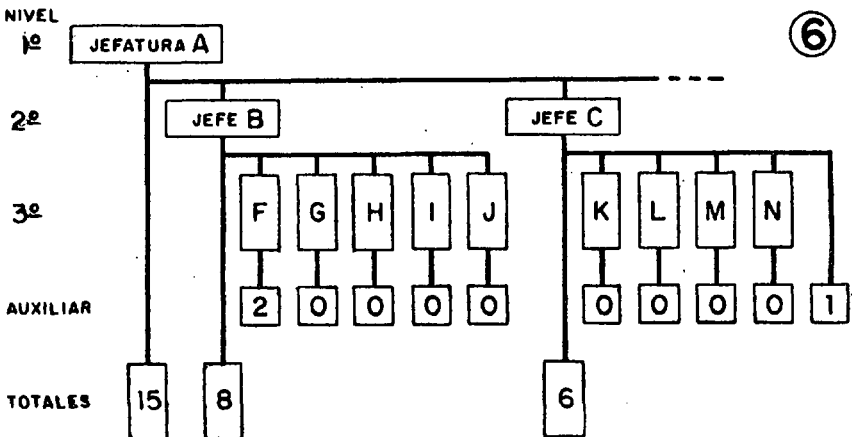 NIVEL
1º JEFATURA A
6
2º JEFE B JEFE C
3º F G H I J K L M N
AUXILIAR 2 0 0 0 0 0 0 0 0 1
TOTALES 15 8 6